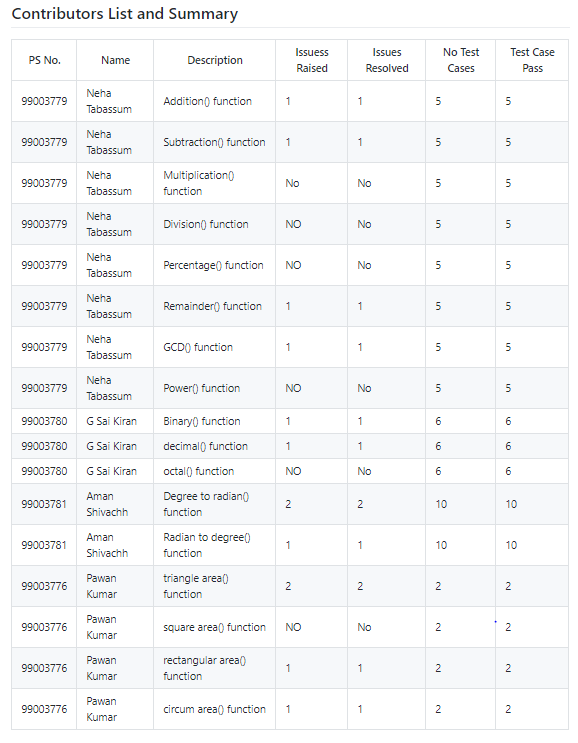 Contributors List and Summary
PS No. Name Description Issuess Raised Issues Resolved No Test Cases Test Case Pass
99003779 Neha Tabassum Addition() function 1 1 5 5
99003779 Neha Tabassum Subtraction() function 1 1 5 5
99003779 Neha Tabassum Multiplication() function No No 5 5
99003779 Neha Tabassum Division() function NO No 5 5
99003779 Neha Tabassum Percentage() function NO No 5 5
99003779 Neha Tabassum Remainder() function 1 1 5 5
99003779 Neha Tabassum GCD() function 1 1 5 5
99003779 Neha Tabassum Power() function NO No 5 5
99003780 G Sai Kiran Binary() function 1 1 6 6
99003780 G Sai Kiran decimal() function 1 1 6 6
99003780 G Sai Kiran octal() function NO No 6 6
99003781 Aman Shivachh Degree to radian() function 2 2 10 10
99003781 Aman Shivachh Radian to degree() function 1 1 10 10
99003776 Pawan Kumar triangle area() function 2 2 2 2
99003776 Pawan Kumar square area() function NO No 2 2
99003776 Pawan Kumar rectangular area() function 1 1 2 2
99003776 Pawan Kumar circum area() function 1 1 2 2